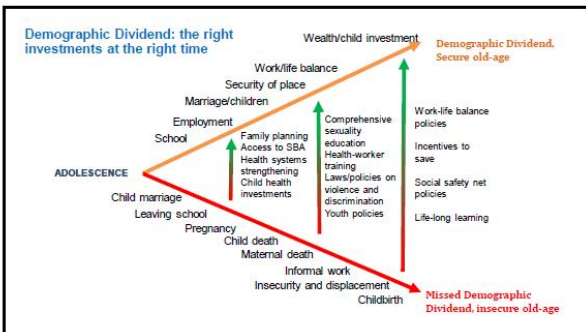 Demographic Dividend: the right
investments at the right time
Wealth/child investment
Work/life balance
Security of place
Marriage/children
Employment
School
Demographic Dividend,
Secure old-age
ADOLESCENCE
Family planning
Access to SBA
Health systems
strengthening
Child health
investments
Comprehensive
sexuality
education
Health-worker
training
Laws/policies on
violence and
discrimination
Youth policies
Work-life balance
policies
Incentives to
save
Social safety net
policies
Life-long learning
Child marriage
Leaving school
Pregnancy
Child death
Maternal death
Informal work
Insecurity and displacement
Childbirth
Missed Demographic
Dividend, insecure old-age